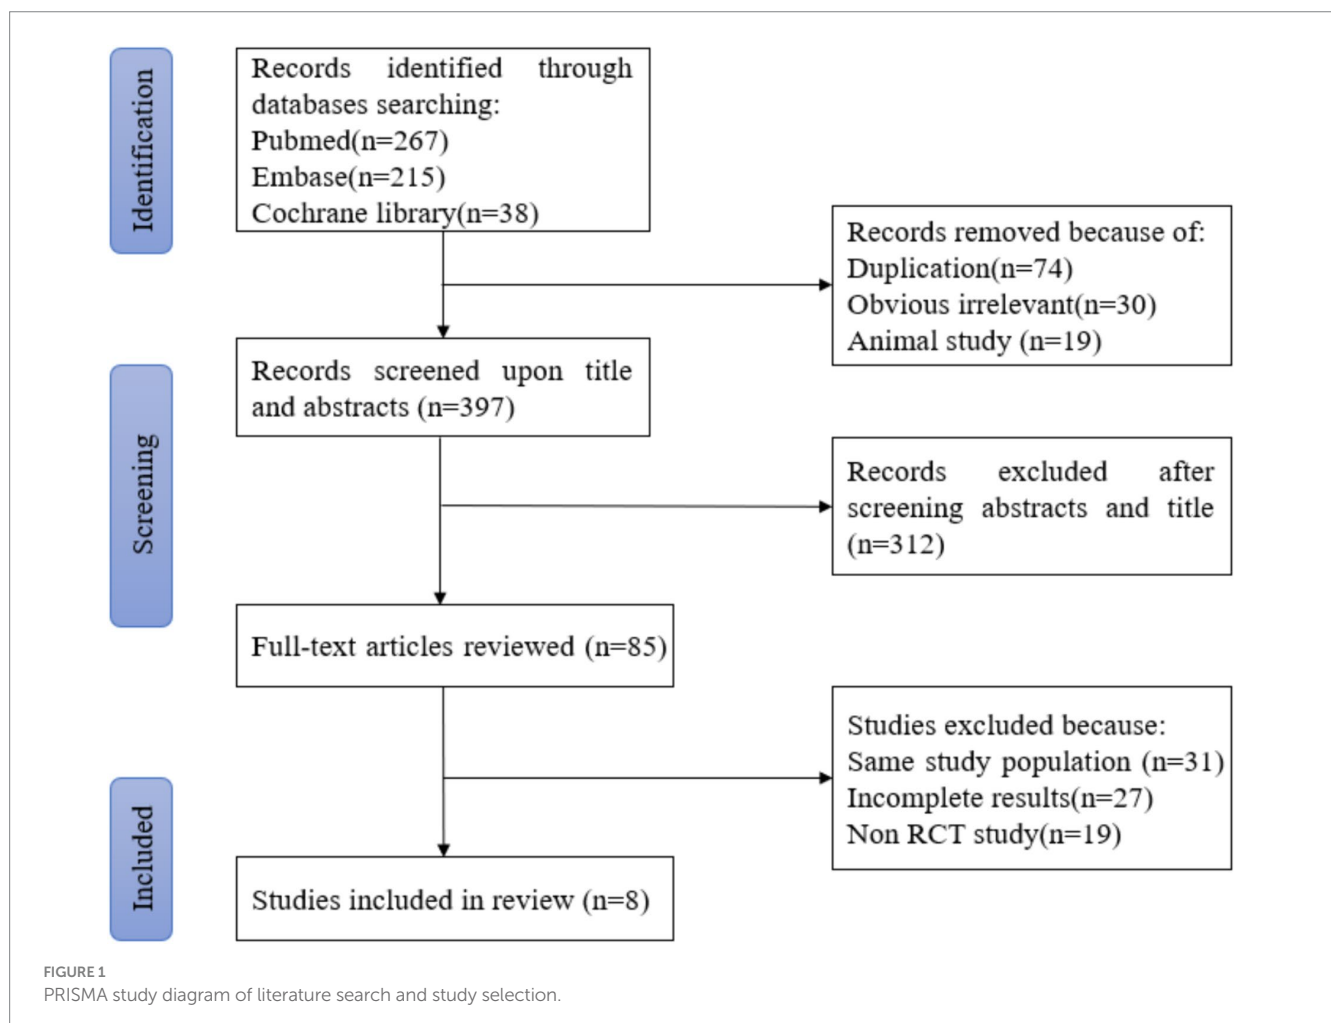 Identification
Records identified through
databases searching:
Pubmed(n=267)
Embase(n=215)
Cochrane library(n=38)
Records removed because of:
Duplication(n=74)
Obvious irrelevant(n=30)
Animal study (n=19)
Screening
Records screened upon title
and abstracts (n=397)
Records excluded after
screening abstracts and title
(n=312)
Full-text articles reviewed (n=85)
Studies excluded because:
Same study population (n=31)
Incomplete results(n=27)
Non RCT study(n=19)
Included
Studies included in review (n=8)
FIGURE 1
PRISMA study diagram of literature search and study selection.